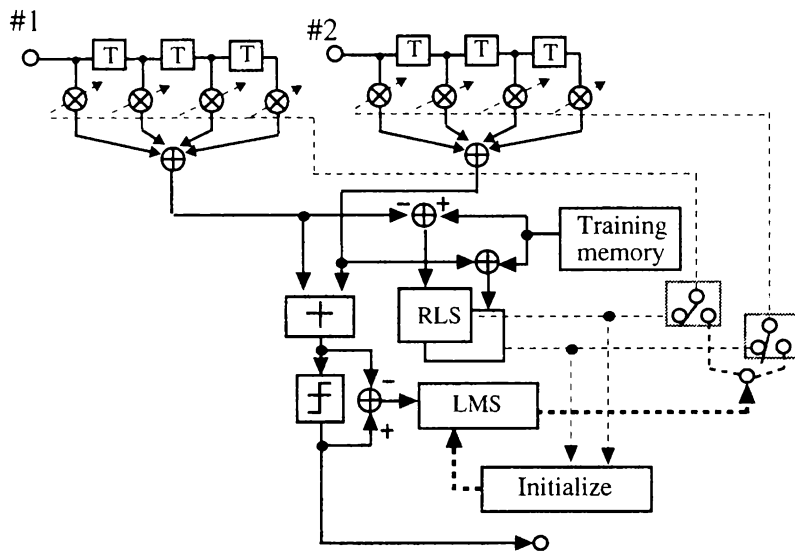 #1
T
T
T
#2
T
T
T
− +
Training
memory
+
RLS
−
LMS
+
Initialize